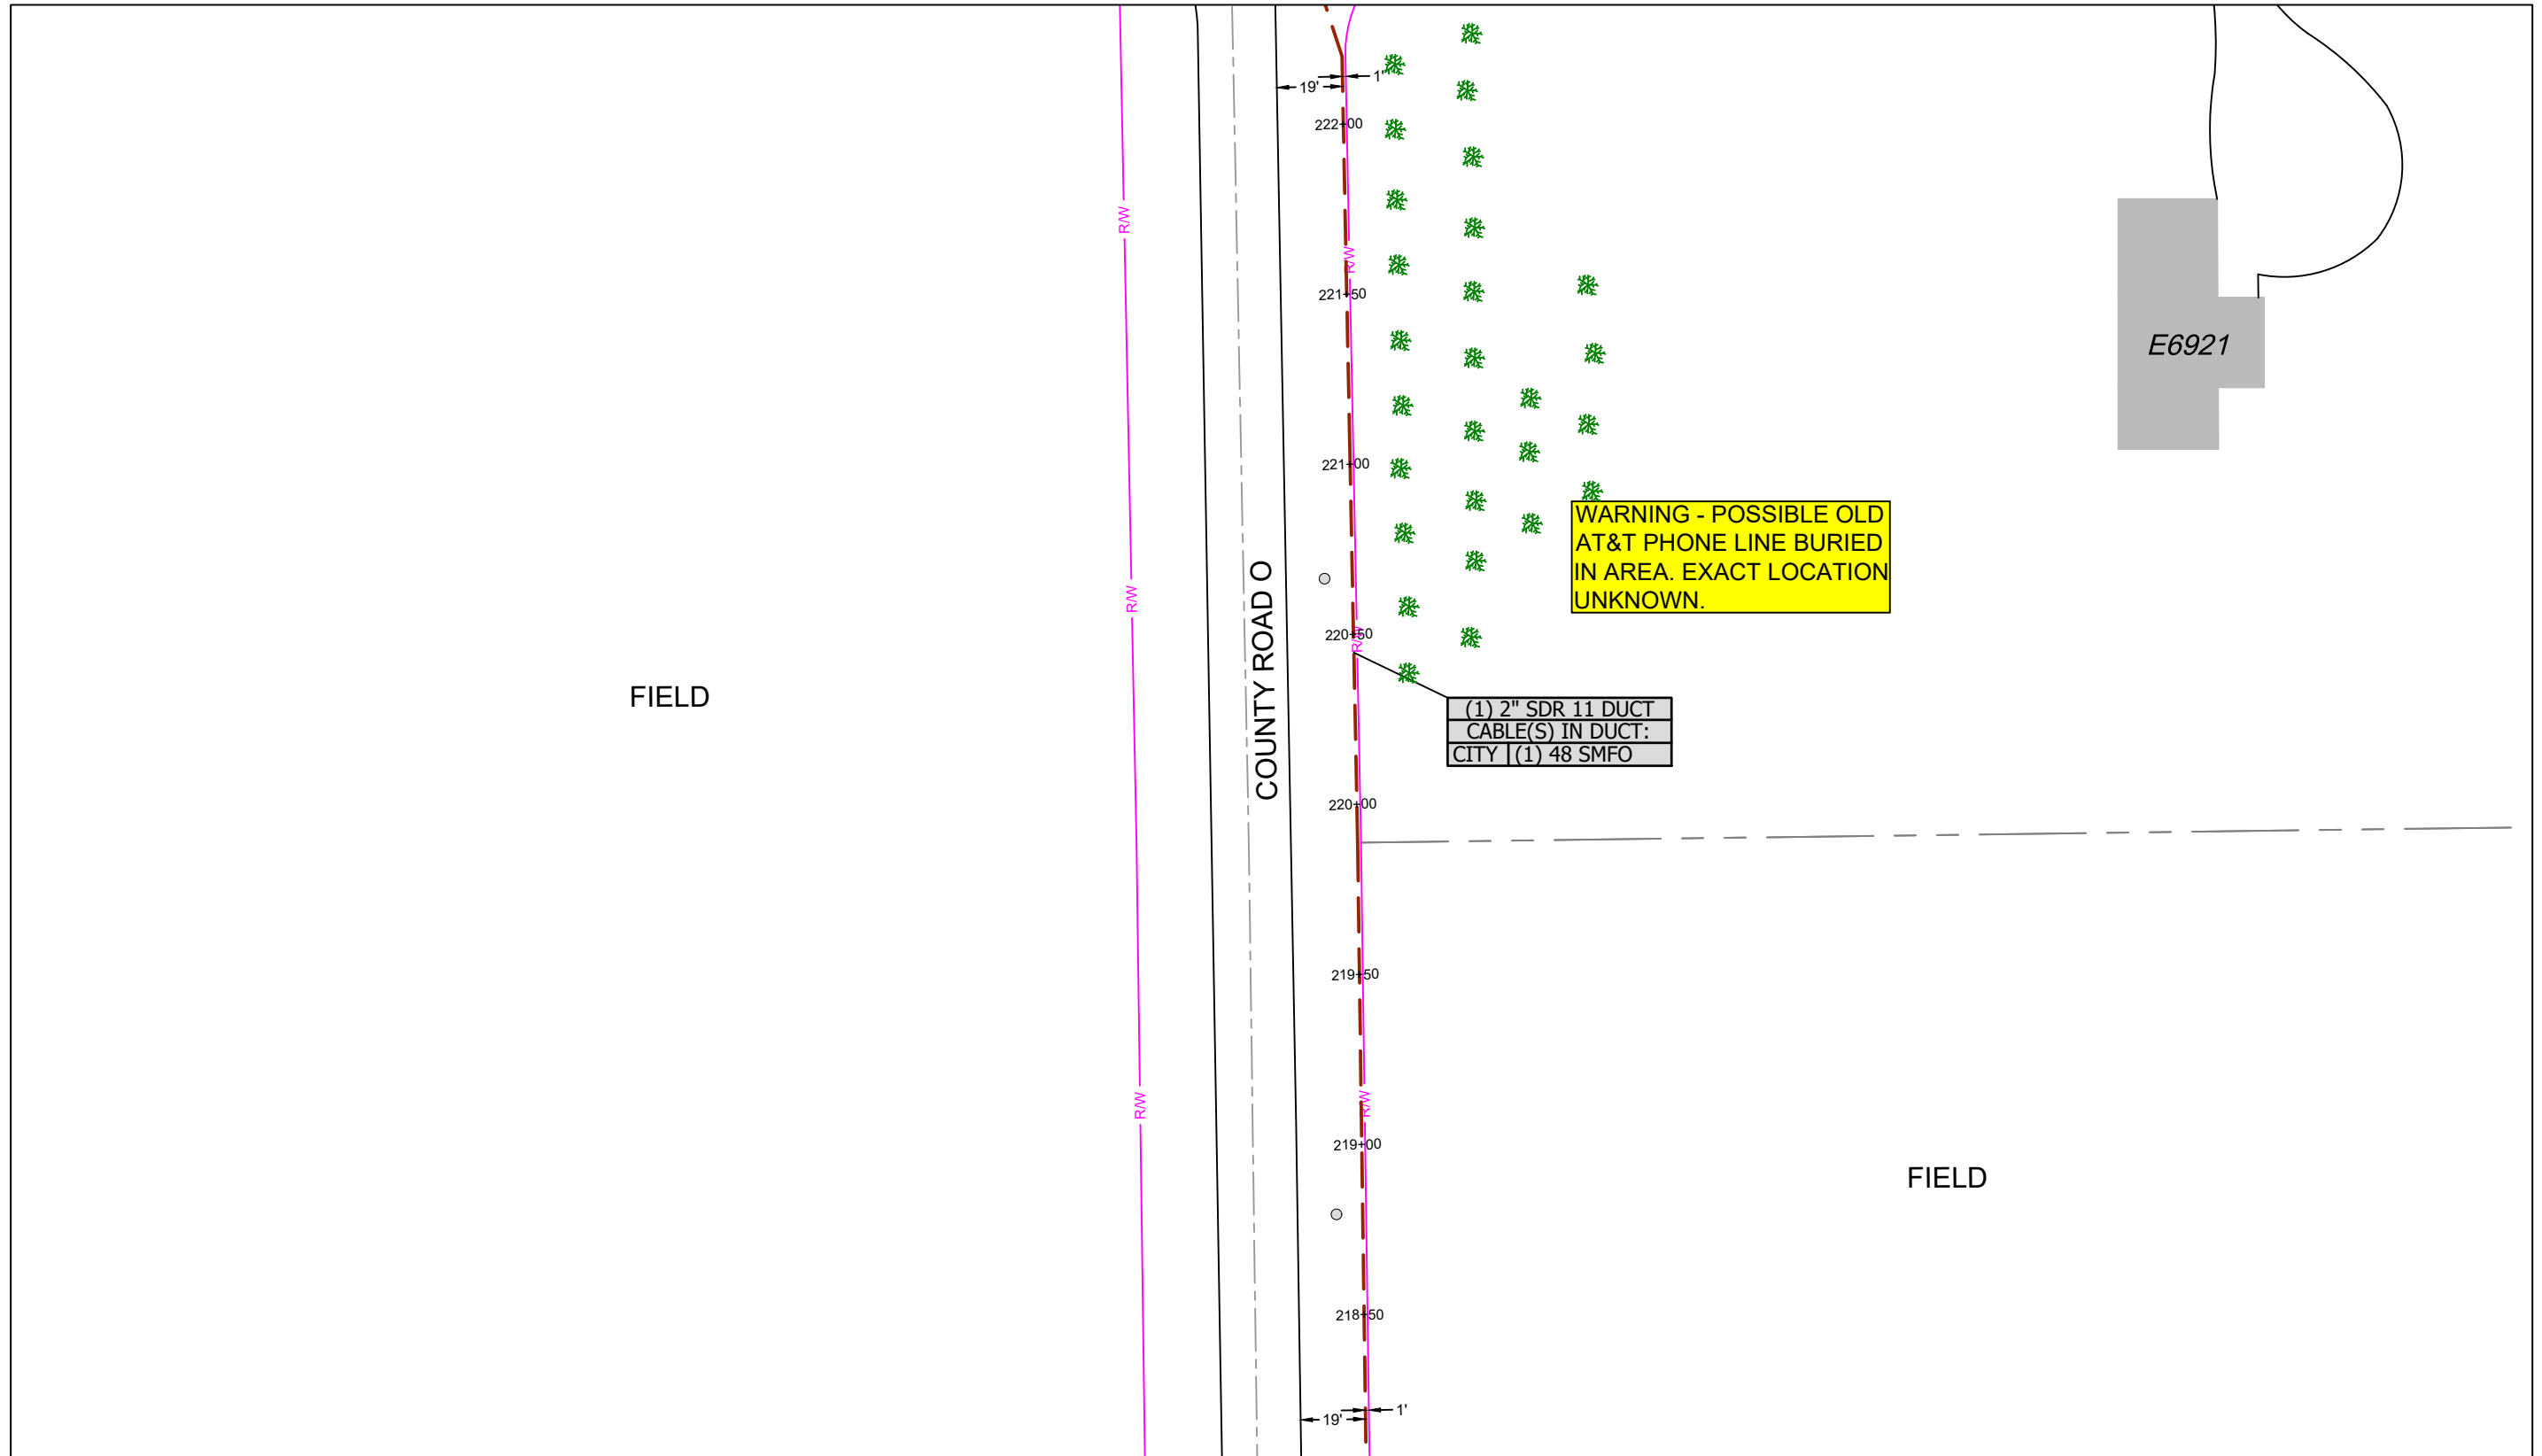 1'
19'
222+00
R/W
R/W
221+50
E6921
221+00
WARNING - POSSIBLE OLD
AT&T PHONE LINE BURIED
IN AREA. EXACT LOCATION
UNKNOWN.
R/W
220+50
R/W
COUNTY ROAD O
FIELD
(1) 2" SDR 11 DUCT
CABLE(S) IN DUCT:
CITY (1) 48 SMFO
220+00
219+50
R/W
R/W
219+00
FIELD
218+50
1'
19'